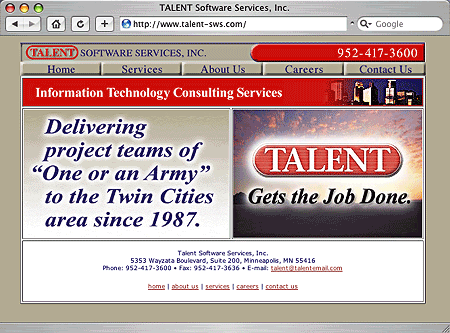 TALENT Software Services, Inc.
http://www.talent-sws.com/
Google
TALENT SOFTWARE SERVICES, INC.
952-417-3600
Home Services About Us Careers Contact Us
Information Technology Consulting Services
Delivering
project teams of
“One or an Army”
to the Twin Cities
area since 1987.
TALENT
Gets the Job Done.
Talent Software Services, Inc.
5353 Wayzata Boulevard, Suite 200, Minneapolis, MN 55416
Phone: 952-417-3600 • Fax: 952-417-3636 • E-mail: talent@talentemail.com
home | about us | services | careers | contact us